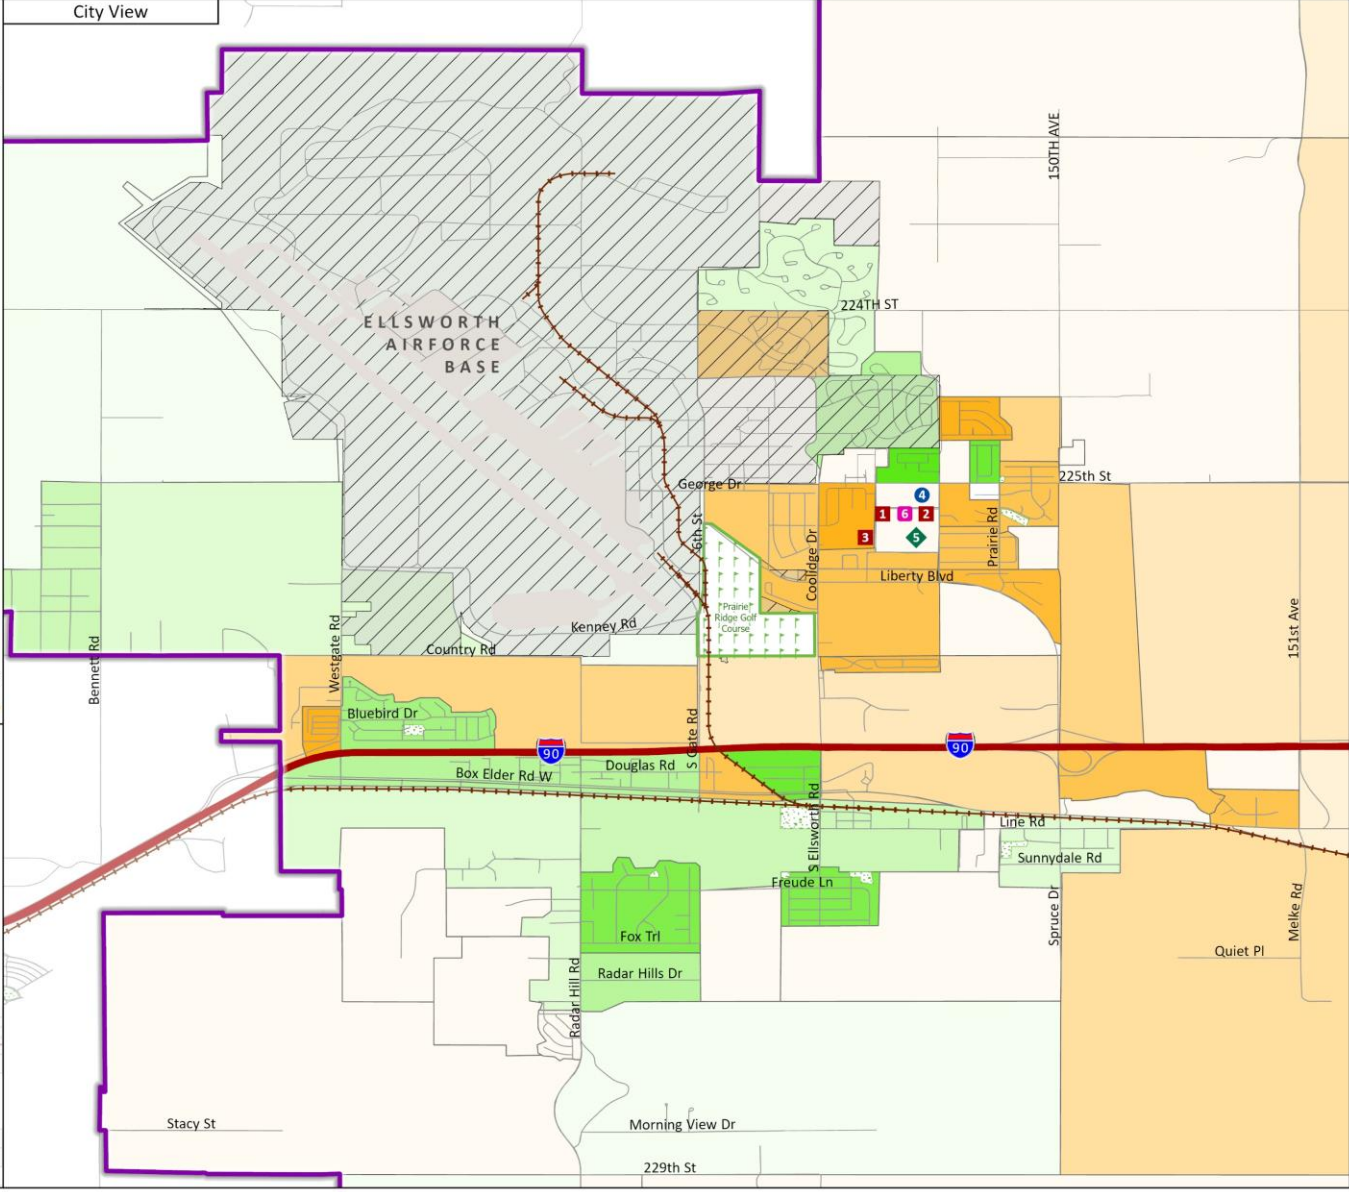 City View
150TH AVE
224TH ST
ELLSWORTH
AIRFORCE
BASE
225th St
George Dr
4
1
6
2
3
5
6th St
Coolidge Dr
Prairie Rd
Liberty Blvd
Prairie
Ridge Golf
Course
Kenney Rd
Country Rd
Westgate Rd
Bennett Rd
151st Ave
Bluebird Dr
S Gate Rd
90
90
Douglas Rd
Box Elder Rd W
S Ellsworth Rd
Line Rd
Sunnydale Rd
Freude Ln
Spruce Dr
Melke Rd
Fox Trl
Quiet Pl
Radar Hills Dr
Radar Hill Rd
Stacy St
Morning View Dr
229th St